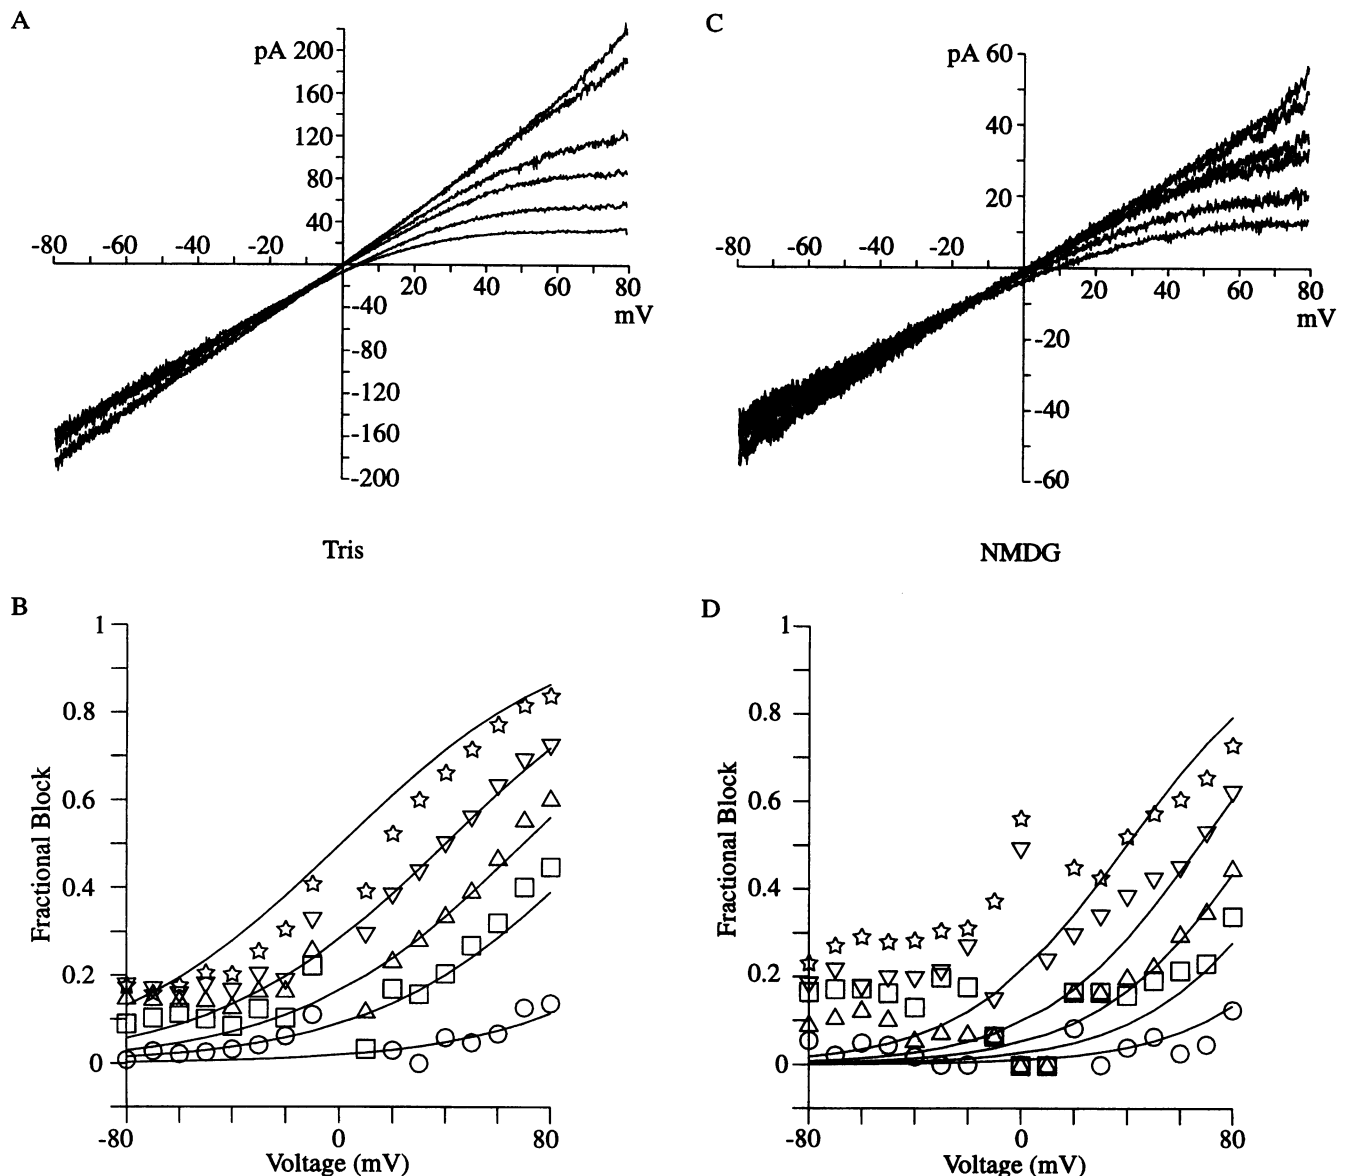 A
pA 200
160
120
80
40
-80 -60 -40 -20
20 40 60 80
mV
-40
-80
-120
-160
-200
Tris
C
pA 60
40
20
-80 -60 -40 -20
20 40 60 80
mV
-20
-40
-60
NMDG
B
1
0.8
0.6
0.4
0.2
0
Fractional Block
-80 0 80
Voltage (mV)
D
1
0.8
0.6
0.4
0.2
0
Fractional Block
-80 0 80
Voltage (mV)